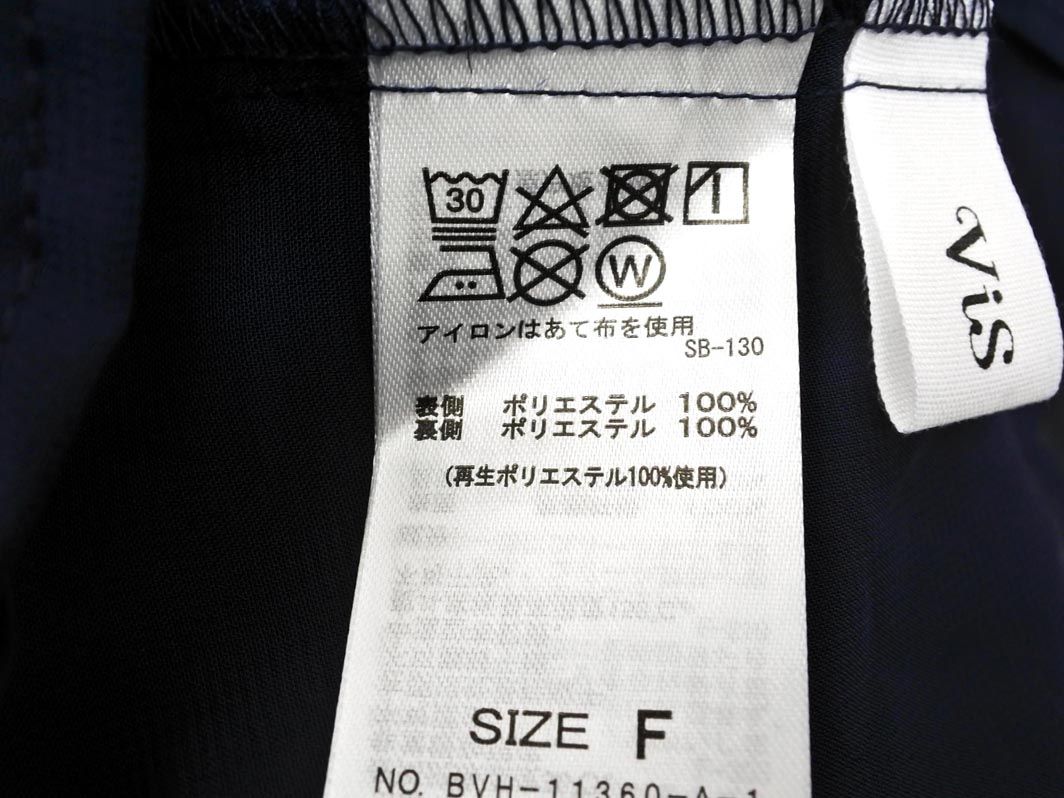 30
W
アイロンはあて布を使用
SB-130
表側 ポリエステル 100%
裏側 ポリエステル 100%
(再生ポリエステル100%使用)
SIZE F
NO. BVH-11360-A-1
ViS